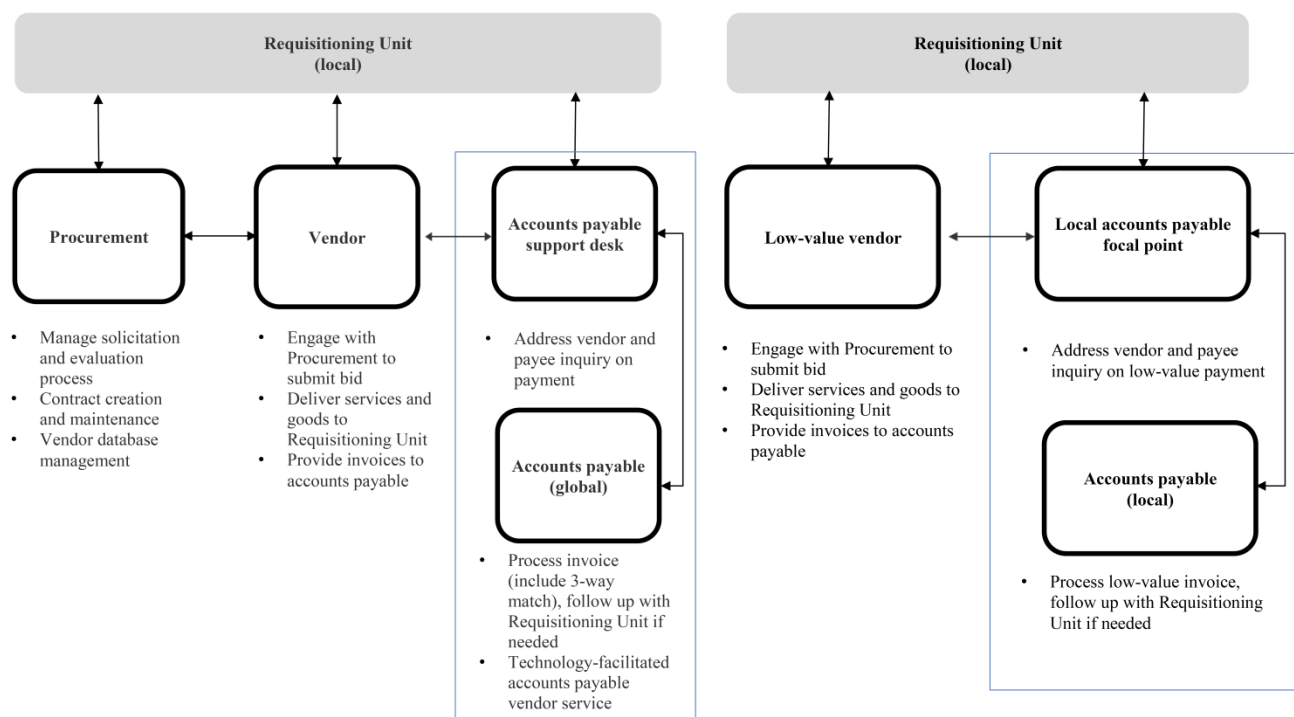 Requisitioning Unit
(local)
Requisitioning Unit
(local)
Procurement
Vendor
Accounts payable
support desk
Low-value vendor
Local accounts payable
focal point
• Manage solicitation
and evaluation
process
• Contract creation
and maintenance
• Vendor database
management
• Engage with
Procurement to
submit bid
• Deliver services and
goods to
Requisitioning Unit
• Provide invoices to
accounts payable
• Address vendor and
payee inquiry on
payment
Accounts payable
(global)
• Process invoice
(include 3-way
match), follow up with
Requisitioning Unit if
needed
• Technology-facilitated
accounts payable
vendor service
• Engage with Procurement to
submit bid
• Deliver services and goods to
Requisitioning Unit
• Provide invoices to accounts
payable
• Address vendor and payee
inquiry on low-value payment
Accounts payable
(local)
• Process low-value invoice,
follow up with Requisitioning
Unit if needed